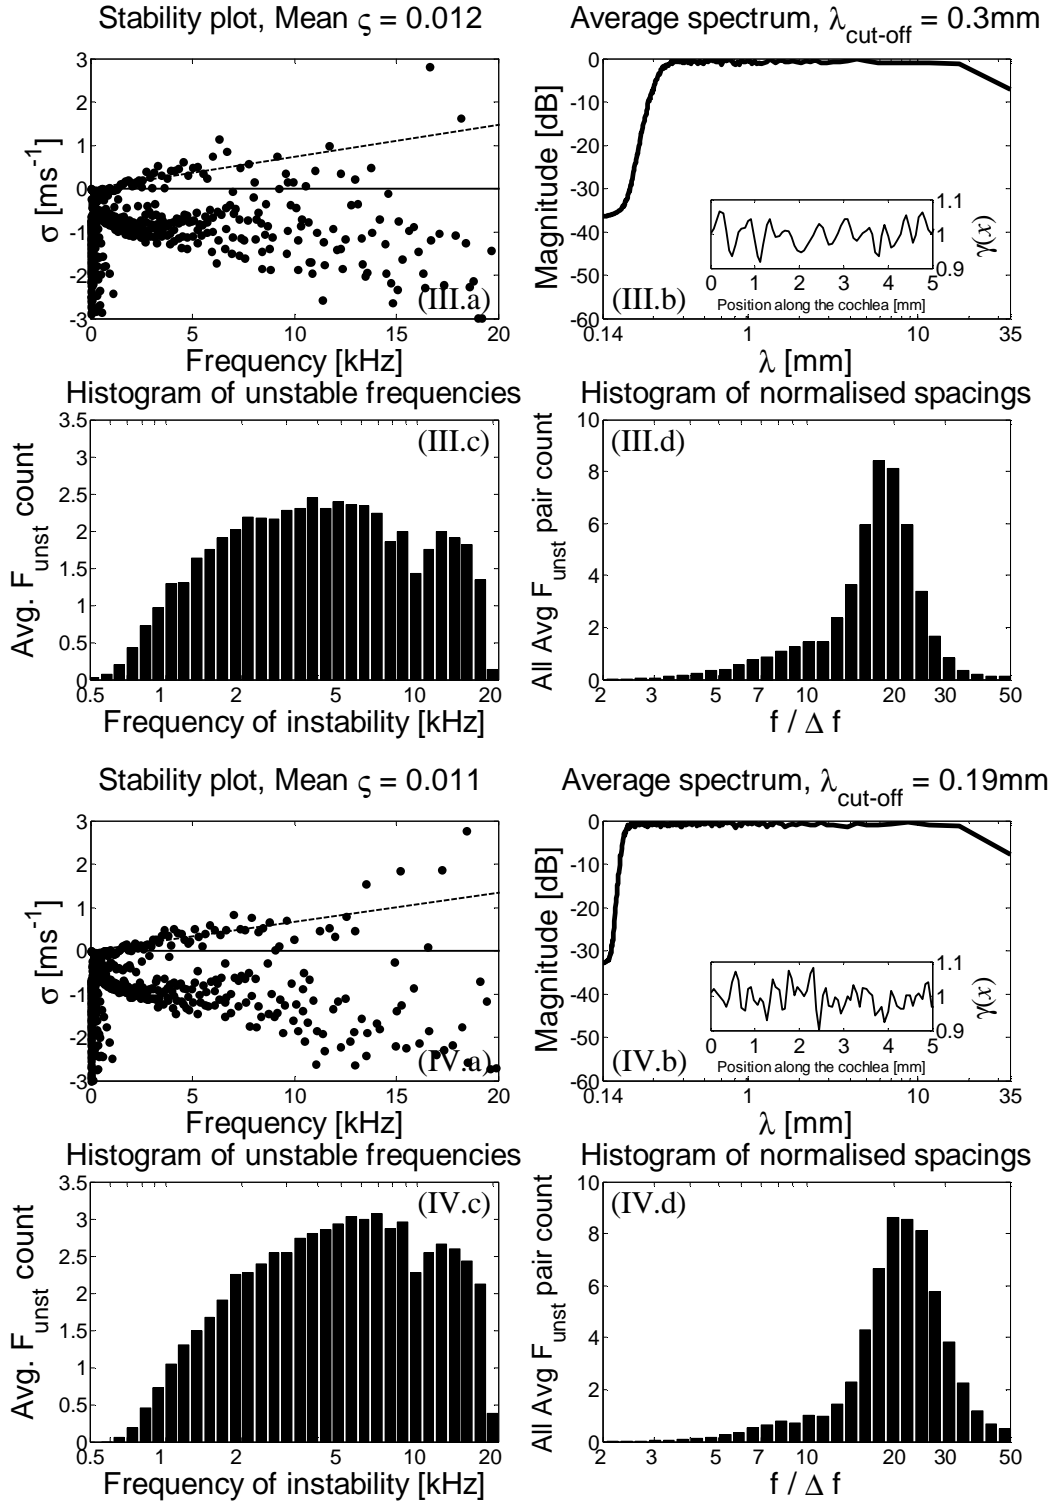 Stability plot, Mean ς = 0.012
3
2
1
0
-1
-2
-3
σ [ms⁻¹]
(III.a)
0 5 10 15 20
Frequency [kHz]
Average spectrum, λcut-off = 0.3mm
0
-10
-20
-30
-40
-50
-60
Magnitude [dB]
1.1
1
0.9
γ(x)
0 1 2 3 4 5
Position along the cochlea [mm]
(III.b)
0.14 1 10 35
λ [mm]
Histogram of unstable frequencies
3.5
3
2.5
2
1.5
1
0.5
0
Avg. Funst count
(III.c)
0.5 1 2 5 10 20
Frequency of instability [kHz]
Histogram of normalised spacings
10
8
6
4
2
0
All Avg Funst pair count
(III.d)
2 3 5 7 10 20 30 50
f / Δ f
Stability plot, Mean ς = 0.011
3
2
1
0
-1
-2
-3
σ [ms⁻¹]
(IV.a)
0 5 10 15 20
Frequency [kHz]
Average spectrum, λcut-off = 0.19mm
0
-10
-20
-30
-40
-50
-60
Magnitude [dB]
1.1
1
0.9
γ(x)
0 1 2 3 4 5
Position along the cochlea [mm]
(IV.b)
0.14 1 10 35
λ [mm]
Histogram of unstable frequencies
3.5
3
2.5
2
1.5
1
0.5
0
Avg. Funst count
(IV.c)
0.5 1 2 5 10 20
Frequency of instability [kHz]
Histogram of normalised spacings
10
8
6
4
2
0
All Avg Funst pair count
(IV.d)
2 3 5 7 10 20 30 50
f / Δ f